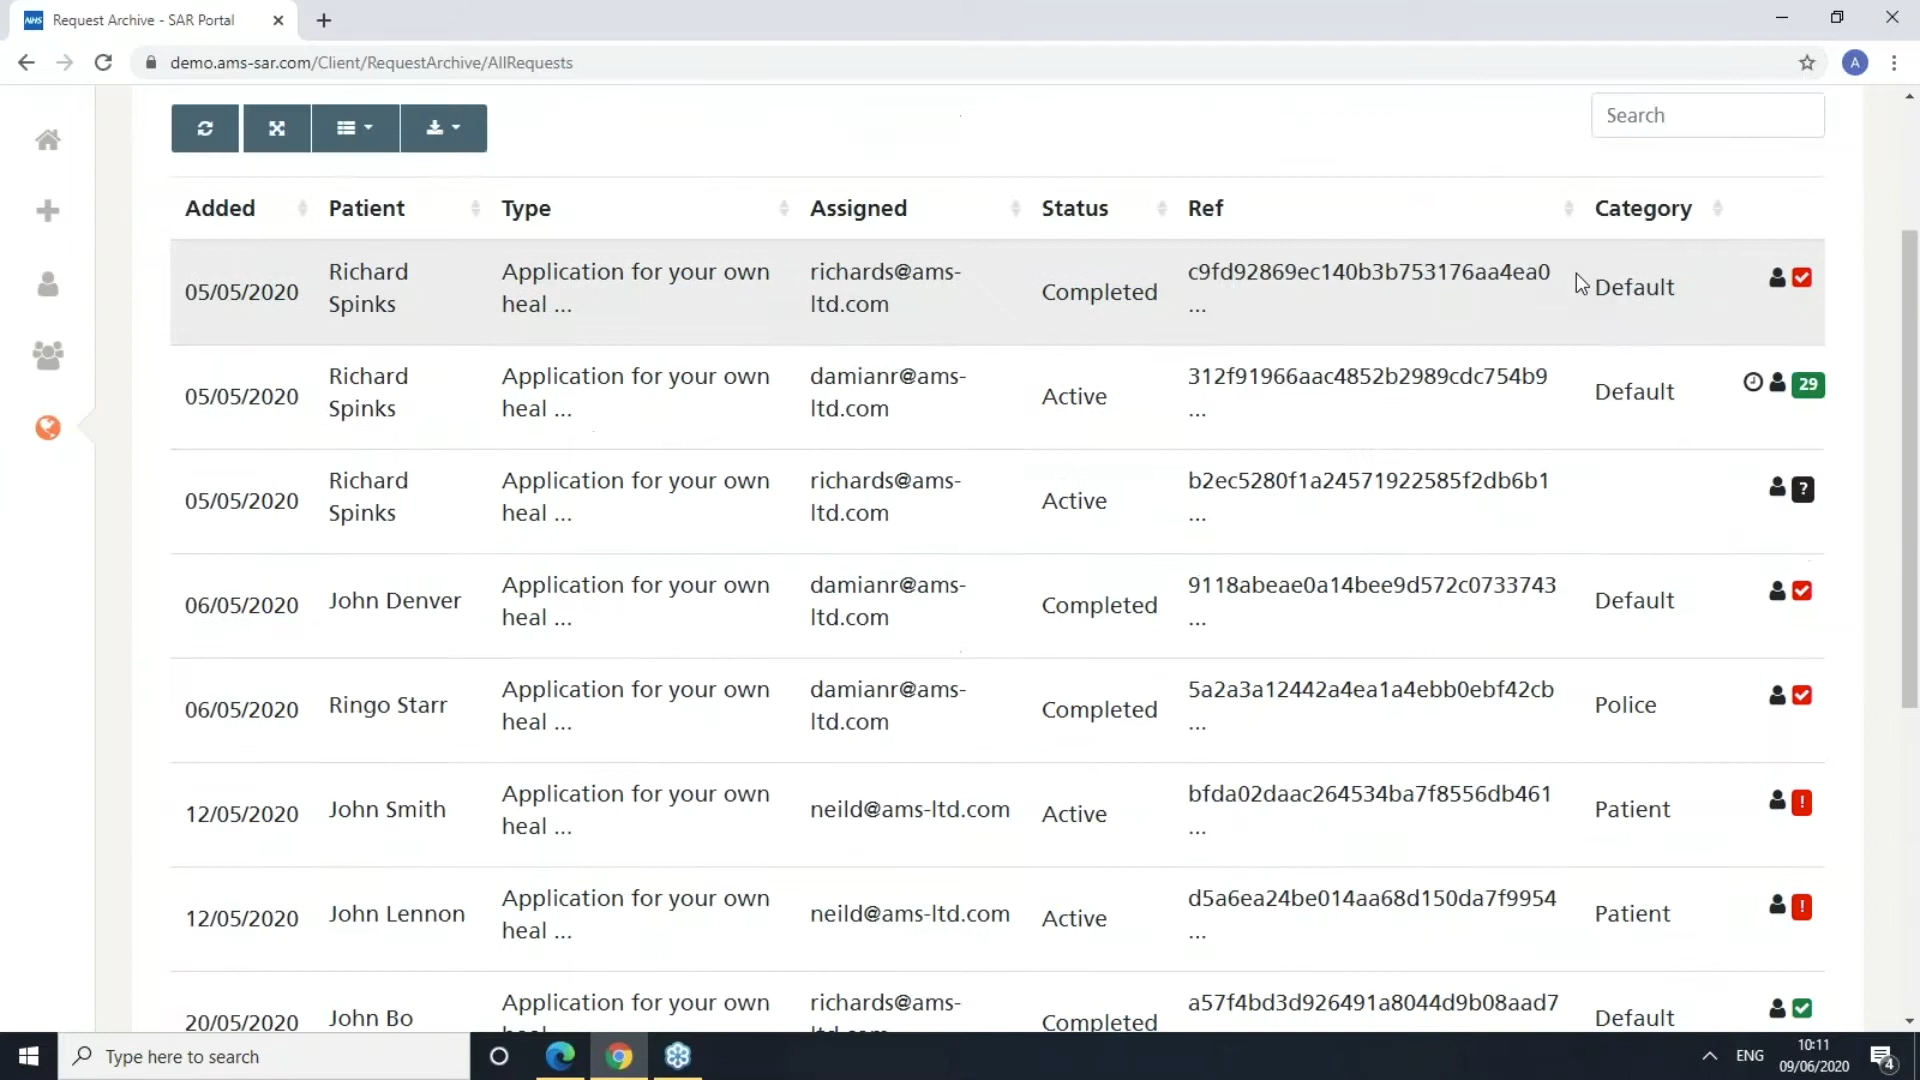 NHS Request Archive - SAR Portal
demo.ams-sar.com/Client/RequestArchive/AllRequests
A
Search
Added Patient Type Assigned Status Ref Category
05/05/2020 Richard Spinks Application for your own heal ... richards@ams-ltd.com Completed c9fd92869ec140b3b753176aa4ea0 ... Default
05/05/2020 Richard Spinks Application for your own heal ... damianr@ams-ltd.com Active 312f91966aac4852b2989cdc754b9 ... Default 29
05/05/2020 Richard Spinks Application for your own heal ... richards@ams-ltd.com Active b2ec5280f1a24571922585f2db6b1 ... ?
06/05/2020 John Denver Application for your own heal ... damianr@ams-ltd.com Completed 9118abeae0a14bee9d572c0733743 ... Default
06/05/2020 Ringo Starr Application for your own heal ... damianr@ams-ltd.com Completed 5a2a3a12442a4ea1a4ebb0ebf42cb ... Police
12/05/2020 John Smith Application for your own heal ... neild@ams-ltd.com Active bfda02daac264534ba7f8556db461 ... Patient !
12/05/2020 John Lennon Application for your own heal ... neild@ams-ltd.com Active d5a6ea24be014aa68d150da7f9954 ... Patient !
20/05/2020 John Bo Application for your own heal richards@ams-ltd.com Completed a57f4bd3d926491a8044d9b08aad7 Default
Type here to search
ENG
10:11
09/06/2020
4